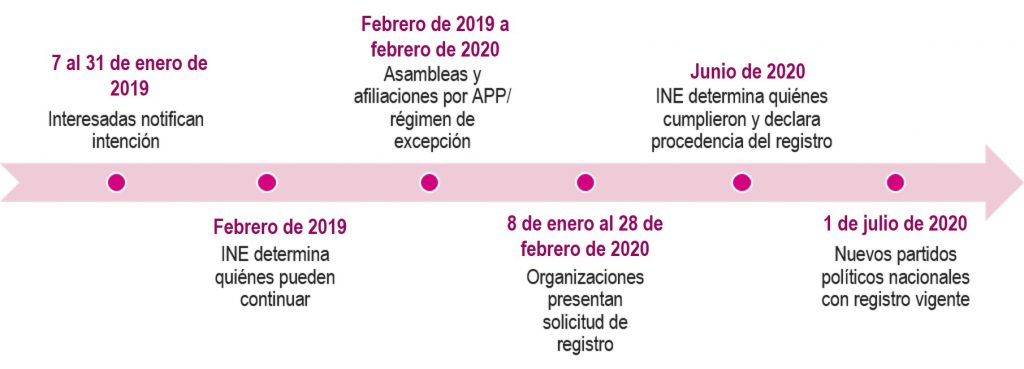 7 al 31 de enero de
2019
Interesadas notifican
intención
Febrero de 2019
INE determina
quiénes pueden
continuar
Febrero de 2019 a
febrero de 2020
Asambleas y
afiliaciones por APP/
régimen de
excepción
8 de enero al 28 de
febrero de 2020
Organizaciones
presentan
solicitud de
registro
Junio de 2020
INE determina quiénes
cumplieron y declara
procedencia del registro
1 de julio de 2020
Nuevos partidos
políticos nacionales
con registro vigente